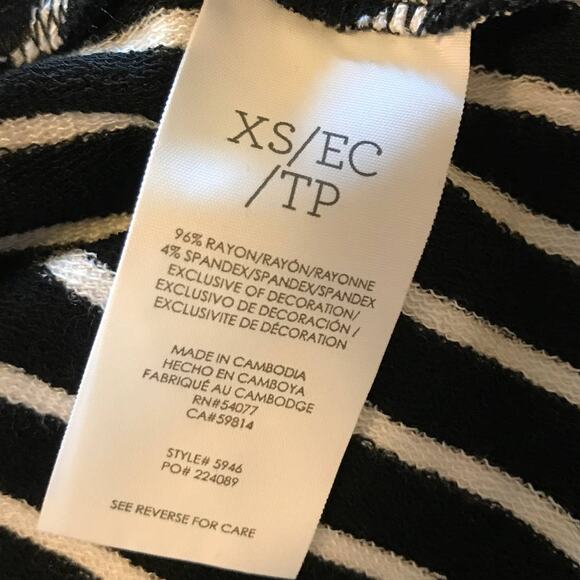 XS/EC
/TP
96% RAYON/RAYÓN/RAYONNE
4% SPANDEX/SPANDEX/SPANDEX
EXCLUSIVE OF DECORATION/
EXCLUSIVO DE DECORACIÓN /
EXCLUSIVITE DE DÉCORATION
MADE IN CAMBODIA
HECHO EN CAMBOYA
FABRIQUÉ AU CAMBODGE
RN#54077
CA#59814
STYLE# 5946
PO# 224089
SEE REVERSE FOR CARE